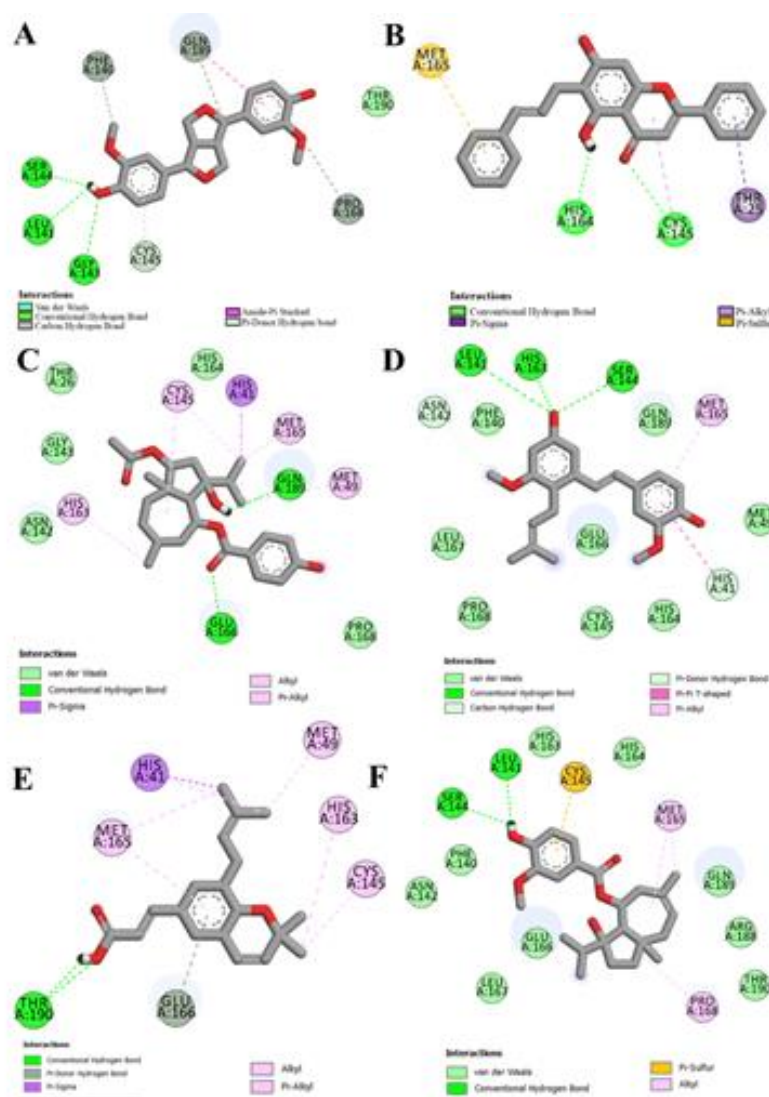 A
PHE
A:140
GLN
A:189
THR
A:190
SER
A:144
LEU
A:141
GLY
A:143
CYS
A:145
PRO
A:168
Interactions
Van der Waals
Conventional Hydrogen Bond
Carbon Hydrogen Bond
Amide-Pi Stacked
Pi-Donor Hydrogen bond
B
MET
A:165
HIS
A:164
CYS
A:145
THR
A:25
Interactions
Conventional Hydrogen Bond
Pi-Sigma
Pi-Alkyl
Pi-Sulfur
C
THR
A:26
CYS
A:145
HIS
A:164
HIS
A:41
MET
A:165
GLY
A:143
GLN
A:189
MET
A:49
ASN
A:142
HIS
A:163
GLU
A:166
PRO
A:168
Interactions
van der Waals
Conventional Hydrogen Bond
Pi-Sigma
Alkyl
Pi-Alkyl
D
LEU
A:141
HIS
A:163
SER
A:144
ASN
A:142
PHE
A:140
GLN
A:189
MET
A:165
LEU
A:167
GLU
A:166
MET
A:49
PRO
A:168
CYS
A:145
HIS
A:164
HIS
A:41
Interactions
van der Waals
Conventional Hydrogen Bond
Carbon Hydrogen Bond
Pi-Donor Hydrogen Bond
Pi-Pi T-shaped
Pi-Alkyl
E
HIS
A:41
MET
A:49
MET
A:165
HIS
A:163
CYS
A:145
THR
A:190
GLU
A:166
Interactions
Conventional Hydrogen Bond
Pi-Donor Hydrogen Bond
Pi-Sigma
Alkyl
Pi-Alkyl
F
LEU
A:141
HIS
A:163
CYS
A:145
HIS
A:164
SER
A:144
MET
A:165
PHE
A:140
GLN
A:189
ASN
A:142
GLU
A:166
ARG
A:188
LEU
A:167
THR
A:190
PRO
A:168
Interactions
van der Waals
Conventional Hydrogen Bond
Pi-Sulfur
Alkyl